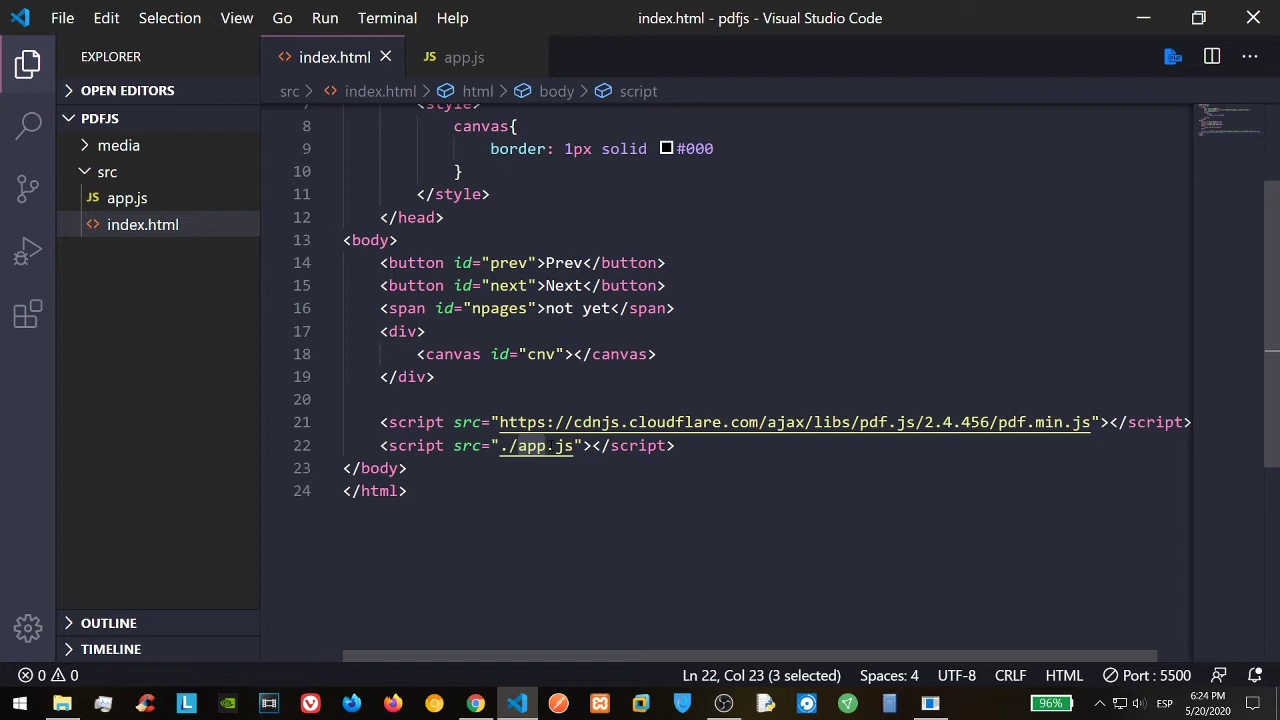 File Edit Selection View Go Run Terminal Help index.html - pdfjs - Visual Studio Code
EXPLORER
index.html
JS app.js
OPEN EDITORS
src > index.html > html > body > script
PDFJS
media
src
JS app.js
index.html
7 <style>
8 canvas{
9 border: 1px solid #000
10 }
11 </style>
12 </head>
13 <body>
14 <button id="prev">Prev</button>
15 <button id="next">Next</button>
16 <span id="npages">not yet</span>
17 <div>
18 <canvas id="cnv"></canvas>
19 </div>
20
21 <script src="https://cdnjs.cloudflare.com/ajax/libs/pdf.js/2.4.456/pdf.min.js"></script>
22 <script src="./app.js"></script>
23 </body>
24 </html>
OUTLINE
TIMELINE
0 0 Ln 22, Col 23 (3 selected) Spaces: 4 UTF-8 CRLF HTML Port : 5500
96% ESP 6:24 PM
5/20/2020